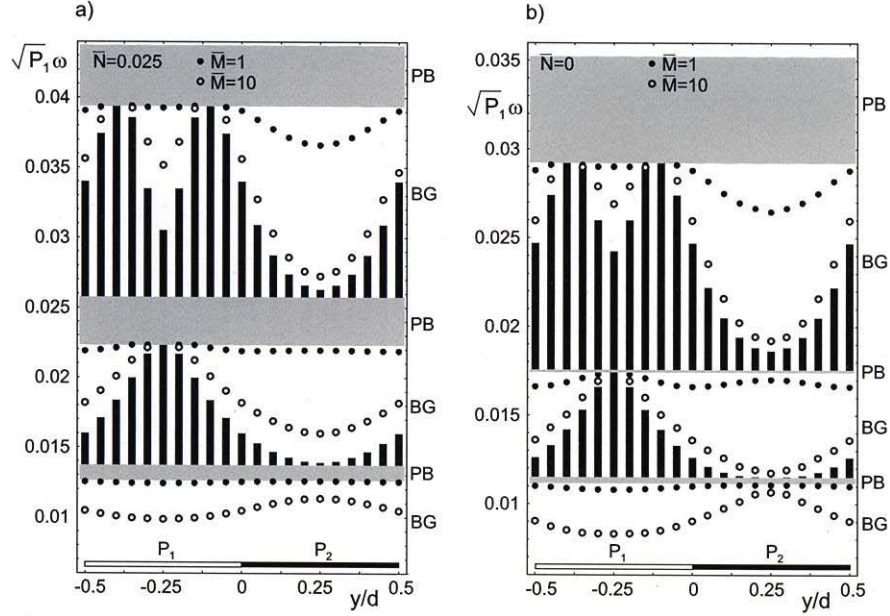 a)
√P̅₁ω
N̅=0.025
M̅=1
M̅=10
PB
0.04
0.035
BG
0.03
0.025
PB
0.02
BG
0.015
PB
0.01
BG
P₁
P₂
-0.5
-0.25
0
0.25
0.5
y/d
b)
0.035
√P̅₁ω
N̅=0
M̅=1
M̅=10
PB
0.03
0.025
BG
0.02
PB
0.015
BG
PB
0.01
BG
P₁
P₂
-0.5
-0.25
0
0.25
0.5
y/d